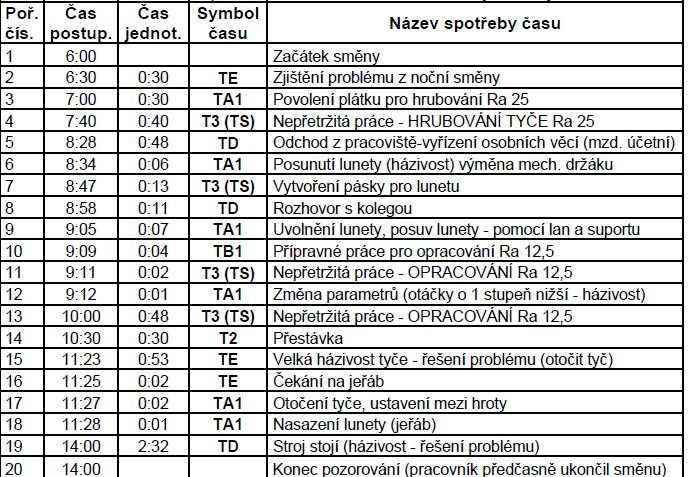 Poř. čís. Čas postup. Čas jednot. Symbol času Název spotřeby času
1 6:00 Začátek směny
2 6:30 0:30 TE Zjištění problému z noční směny
3 7:00 0:30 TA1 Povolení plátku pro hrubování Ra 25
4 7:40 0:40 T3 (TS) Nepřetržitá práce - HRUBOVÁNÍ TYČE Ra 25
5 8:28 0:48 TD Odchod z pracoviště-vyřízení osobních věcí (mzd. účetní)
6 8:34 0:06 TA1 Posunutí lunety (házivost) výměna mech. držáku
7 8:47 0:13 T3 (TS) Vytvoření pásky pro lunetu
8 8:58 0:11 TD Rozhovor s kolegou
9 9:05 0:07 TA1 Uvolnění lunety, posuv lunety - pomocí lan a suportu
10 9:09 0:04 TB1 Přípravné práce pro opracování Ra 12,5
11 9:11 0:02 T3 (TS) Nepřetržitá práce - OPRACOVÁNÍ Ra 12,5
12 9:12 0:01 TA1 Změna parametrů (otáčky o 1 stupeň nižší - házivost)
13 10:00 0:48 T3 (TS) Nepřetržitá práce - OPRACOVÁNÍ Ra 12,5
14 10:30 0:30 T2 Přestávka
15 11:23 0:53 TE Velká házivost tyče - řešení problému (otočit tyč)
16 11:25 0:02 TE Čekání na jeřáb
17 11:27 0:02 TA1 Otočení tyče, ustavení mezi hroty
18 11:28 0:01 TA1 Nasazení lunety (jeřáb)
19 14:00 2:32 TD Stroj stojí (házivost - řešení problému)
20 14:00 Konec pozorování (pracovník předčasně ukončil směnu)